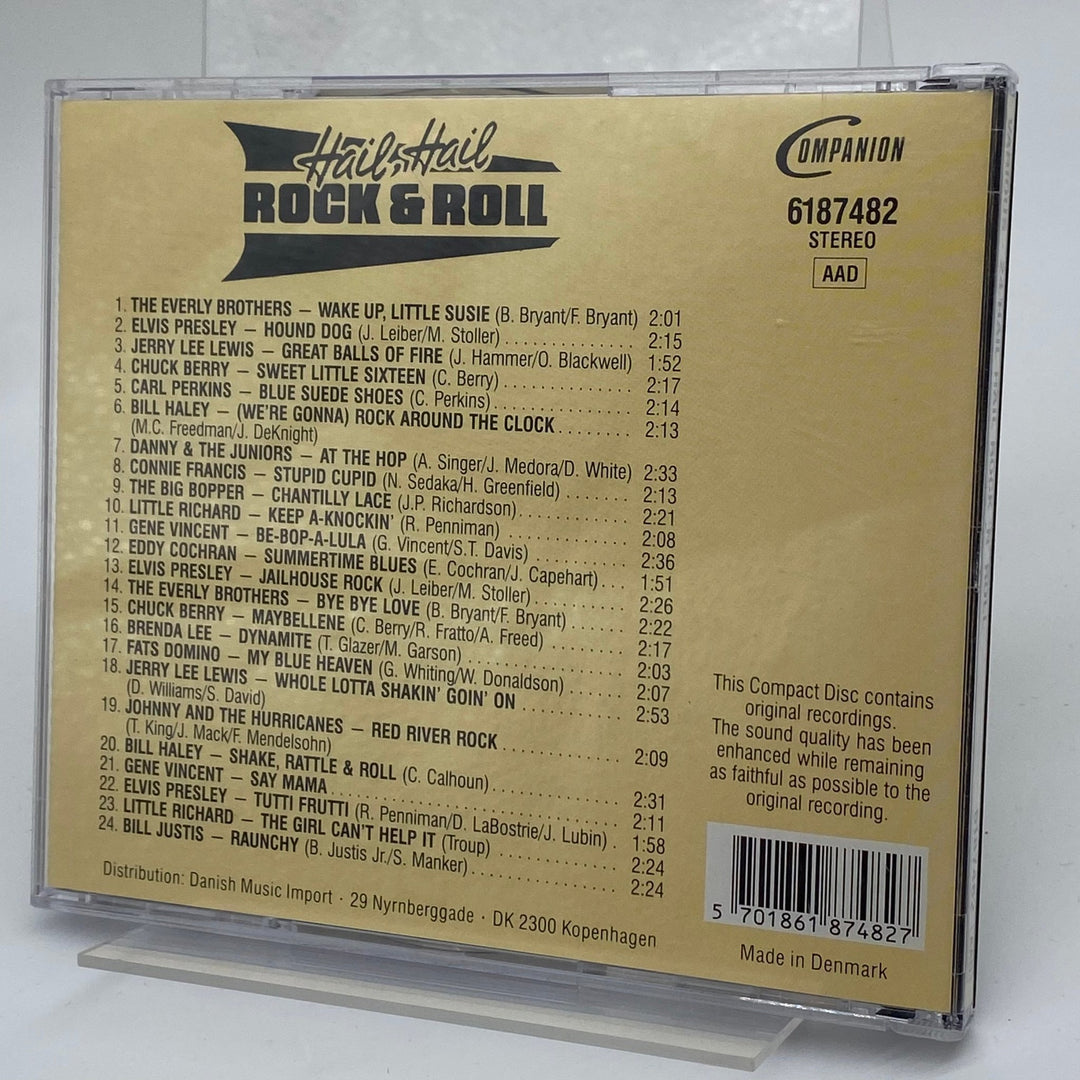 Hail, Hail
ROCK & ROLL
COMPANION
6187482
STEREO
AAD
1. THE EVERLY BROTHERS – WAKE UP, LITTLE SUSIE (B. Bryant/F. Bryant) 2:01
2. ELVIS PRESLEY – HOUND DOG (J. Leiber/M. Stoller) . . . . . . . . . . . . . 2:15
3. JERRY LEE LEWIS – GREAT BALLS OF FIRE (J. Hammer/O. Blackwell) 1:52
4. CHUCK BERRY – SWEET LITTLE SIXTEEN (C. Berry) . . . . . . . . . . . . . 2:17
5. CARL PERKINS – BLUE SUEDE SHOES (C. Perkins) . . . . . . . . . . . . . . 2:14
6. BILL HALEY – (WE'RE GONNA) ROCK AROUND THE CLOCK . . . . . . . . 2:13
(M.C. Freedman/J. DeKnight)
7. DANNY & THE JUNIORS – AT THE HOP (A. Singer/J. Medora/D. White) 2:33
8. CONNIE FRANCIS – STUPID CUPID (N. Sedaka/H. Greenfield) . . . . . . . 2:13
9. THE BIG BOPPER – CHANTILLY LACE (J.P. Richardson) . . . . . . . . . . . 2:21
10. LITTLE RICHARD – KEEP A-KNOCKIN' (R. Penniman) . . . . . . . . . . . . 2:08
11. GENE VINCENT – BE-BOP-A-LULA (G. Vincent/S.T. Davis) . . . . . . . . . . 2:36
12. EDDY COCHRAN – SUMMERTIME BLUES (E. Cochran/J. Capehart) . . . 1:51
13. ELVIS PRESLEY – JAILHOUSE ROCK (J. Leiber/M. Stoller) . . . . . . . . . . 2:26
14. THE EVERLY BROTHERS – BYE BYE LOVE (B. Bryant/F. Bryant) . . . . . . 2:22
15. CHUCK BERRY – MAYBELLENE (C. Berry/R. Fratto/A. Freed) . . . . . . . . 2:17
16. BRENDA LEE – DYNAMITE (T. Glazer/M. Garson) . . . . . . . . . . . . . . . 2:03
17. FATS DOMINO – MY BLUE HEAVEN (G. Whiting/W. Donaldson) . . . . . . 2:07
18. JERRY LEE LEWIS – WHOLE LOTTA SHAKIN' GOIN' ON . . . . . . . . . . . 2:53
(D. Williams/S. David)
19. JOHNNY AND THE HURRICANES – RED RIVER ROCK . . . . . . . . . . . . . 2:09
(T. King/J. Mack/F. Mendelsohn)
20. BILL HALEY – SHAKE, RATTLE & ROLL (C. Calhoun) . . . . . . . . . . . . . . 2:31
21. GENE VINCENT – SAY MAMA . . . . . . . . . . . . . . . . . . . . . . . . . . . 2:11
22. ELVIS PRESLEY – TUTTI FRUTTI (R. Penniman/D. LaBostrie/J. Lubin) . 1:58
23. LITTLE RICHARD – THE GIRL CAN'T HELP IT (Troup) . . . . . . . . . . . . 2:24
24. BILL JUSTIS – RAUNCHY (B. Justis Jr./S. Manker) . . . . . . . . . . . . . . . 2:24
This Compact Disc contains
original recordings.
The sound quality has been
enhanced while remaining
as faithful as possible to the
original recording.
5 701861 874827
Made in Denmark
Distribution: Danish Music Import · 29 Nyrnberggade · DK 2300 Kopenhagen